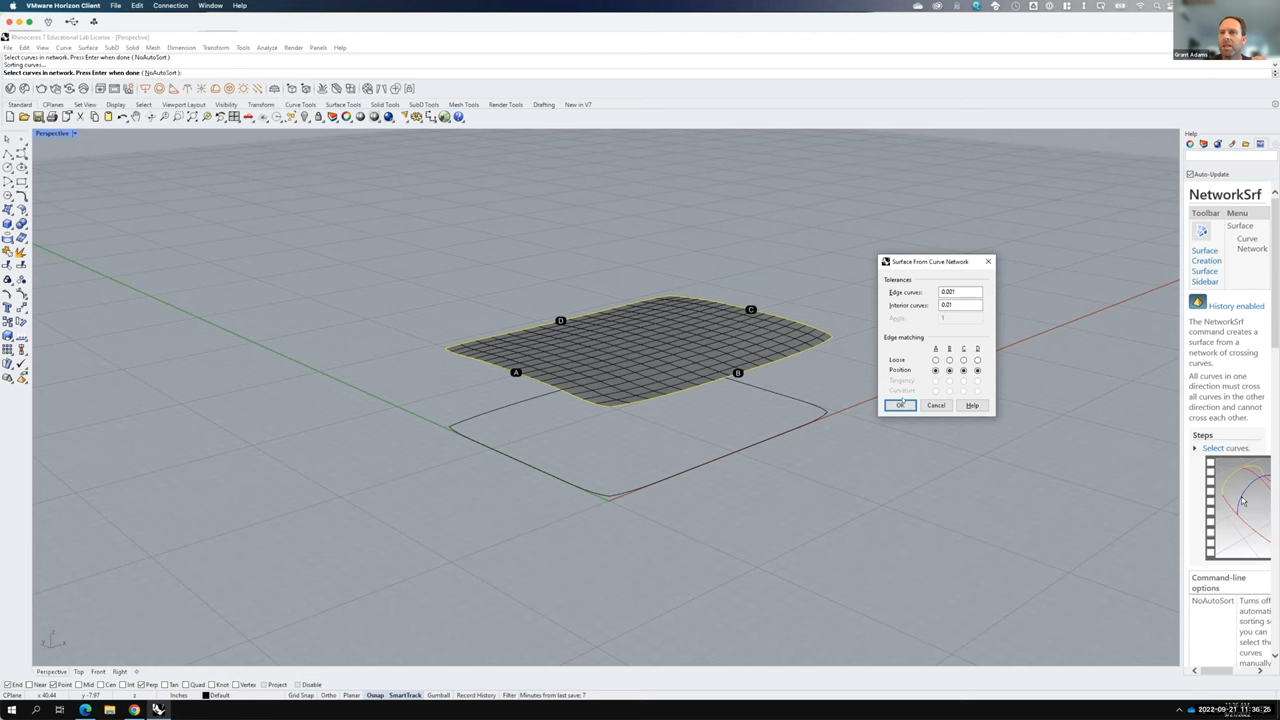 VMware Horizon Client File Edit View Connection Window Help
Rhinoceros 7 Educational Lab License - [Perspective]
File Edit View Curve Surface SubD Solid Mesh Dimension Transform Tools Analyze Render Panels Help
Select curves in network. Press Enter when done ( NoAutoSort )
Sorting curves...
Select curves in network. Press Enter when done ( NoAutoSort ):
Standard CPlanes Set View Display Select Viewport Layout Visibility Transform Curve Tools Surface Tools Solid Tools SubD Tools Mesh Tools Render Tools Drafting New in V7
Perspective
Grant Adams
Help
Auto-Update
NetworkSrf
Toolbar Menu
Surface Creation Surface Sidebar
Surface
Curve Network
History enabled
The NetworkSrf
command creates a
surface from a
network of crossing
curves.
All curves in one
direction must cross
all curves in the other
direction and cannot
cross each other.
Steps
Select curves.
Command-line
options
NoAutoSort Turns off
Surface From Curve Network
Tolerances
Edge curves: 0.001
Interior curves: 0.01
Angle: 1
Edge matching
A B C D
Loose
Position
Tangency
Curvature
OK Cancel Help
D
C
A
B
z
y x
Perspective Top Front Right
End Near Point Mid Cen Int Perp Tan Quad Knot Vertex Project Disable
CPlane x 40.44 y -7.97 z Inches Default Grid Snap Ortho Planar Osnap SmartTrack Gumball Record History Filter Minutes from last save: 7
2022-09-21 11:36:25